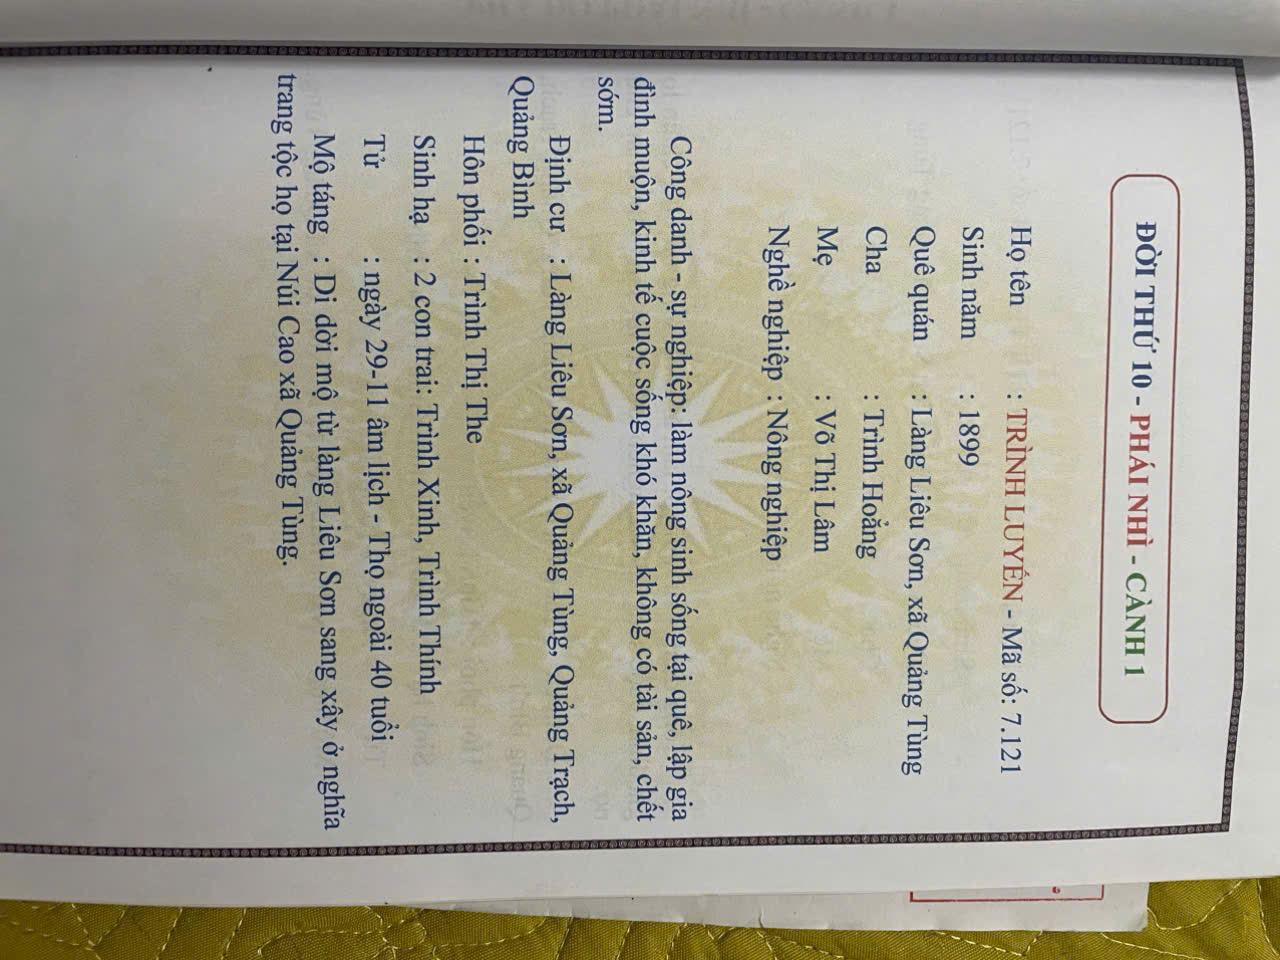 ĐỜI THỨ 10 - PHÁI NHÌ - CÀNH 1
Họ tên : TRÌNH LUYẾN - Mã số: 7.121
Sinh năm : 1899
Quê quán : Làng Liêu Sơn, xã Quảng Tùng
Cha : Trình Hoẳng
Mẹ : Võ Thị Lâm
Nghề nghiệp : Nông nghiệp
Công danh - sự nghiệp: làm nông sinh sống tại quê, lập gia
đình muộn, kinh tế cuộc sống khó khăn, không có tài sản, chết
sớm.
Định cư : Làng Liêu Sơn, xã Quảng Tùng, Quảng Trạch,
Quảng Bình
Hôn phối : Trình Thị The
Sinh hạ : 2 con trai: Trình Xinh, Trình Thính
Tử : ngày 29-11 âm lịch - Thọ ngoài 40 tuổi
Mộ táng : Di dời mộ từ làng Liêu Sơn sang xây ở nghĩa
trang tộc họ tại Núi Cao xã Quảng Tùng.